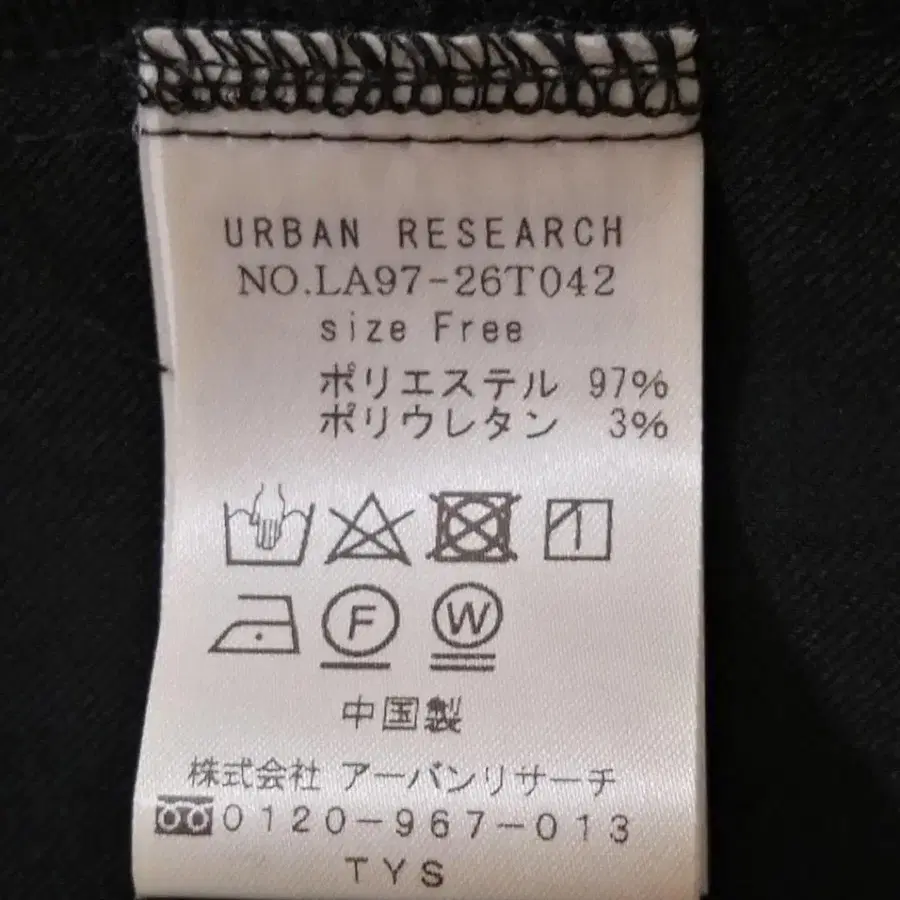 URBAN RESEARCH
NO.LA97-26T042
size Free
ポリエステル 97%
ポリウレタン 3%
F W
中国製
株式会社 アーバンリサーチ
0120-967-013
TYS